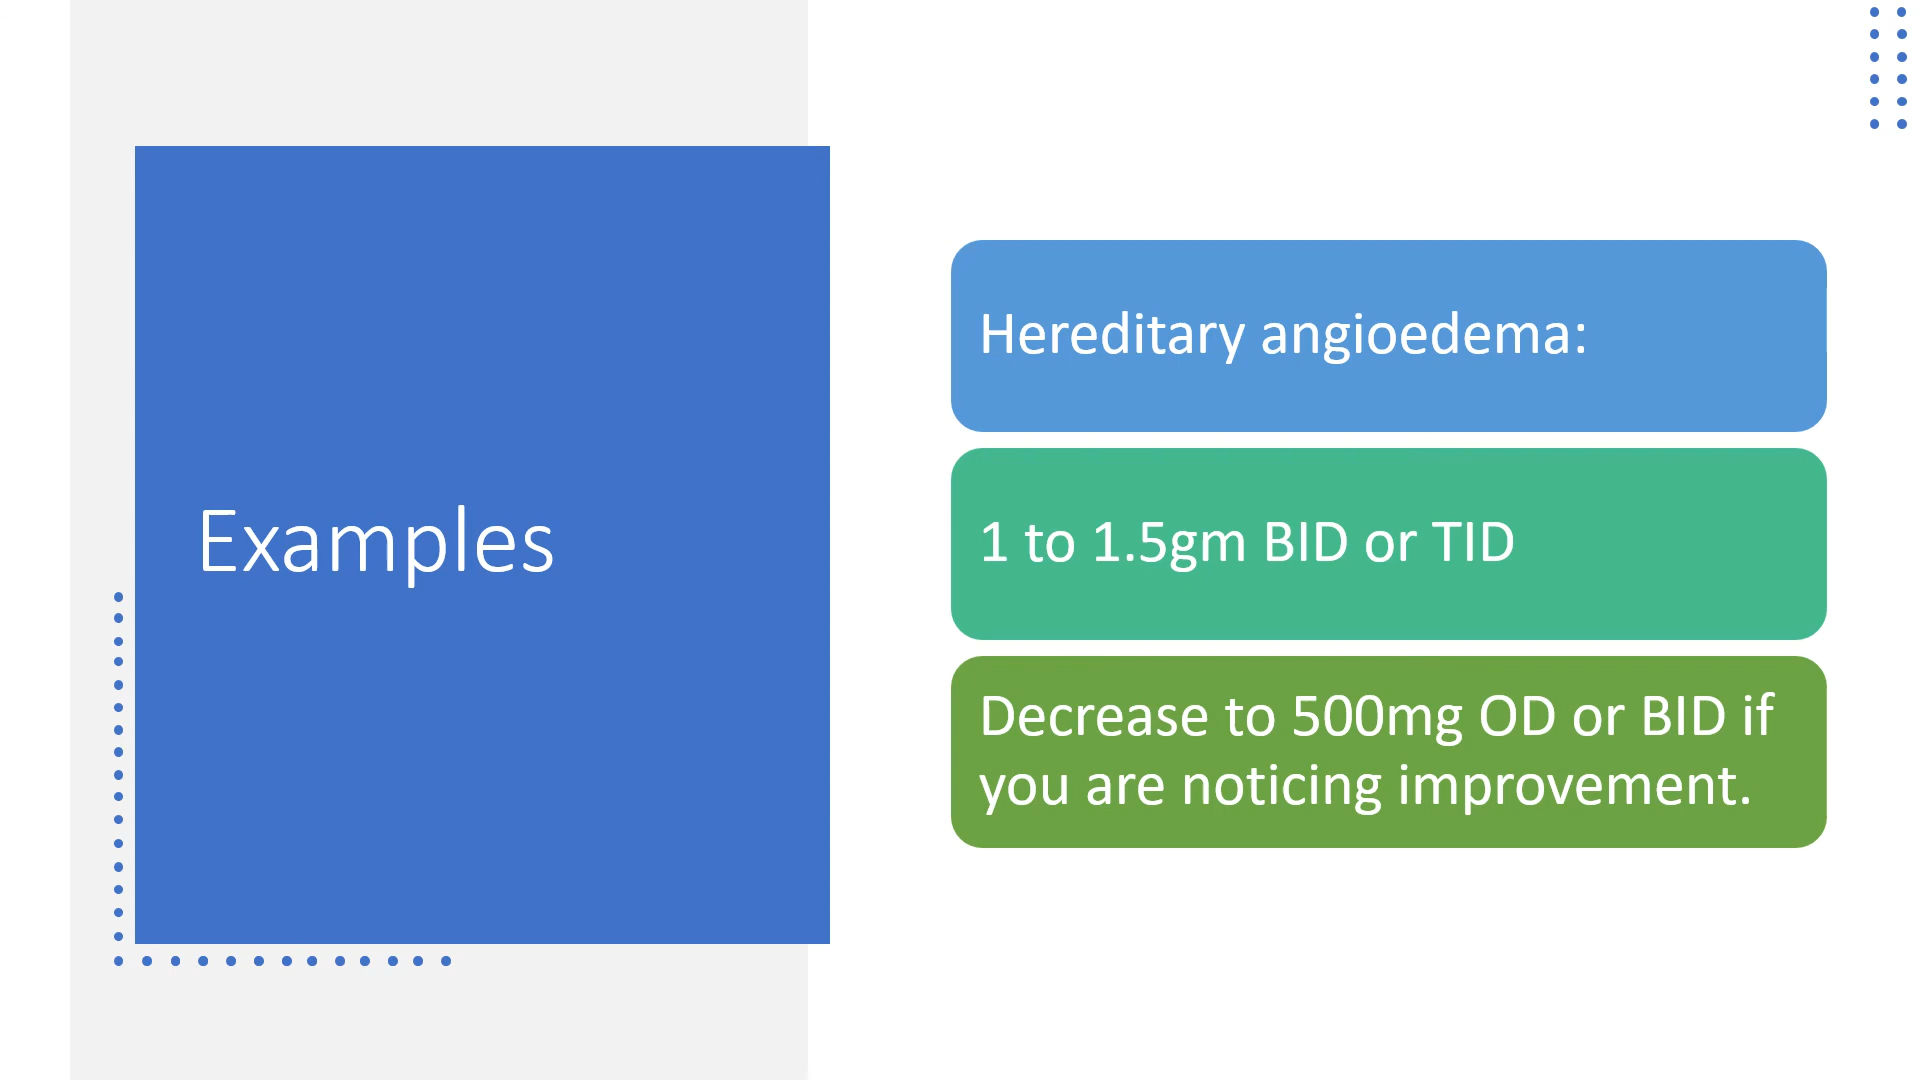 Examples
Hereditary angioedema:
1 to 1.5gm BID or TID
Decrease to 500mg OD or BID if
you are noticing improvement.